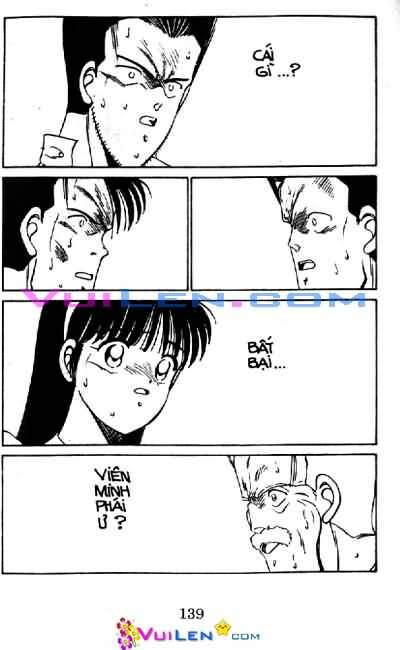 CÁI
GÌ...?
VuiLen.com
BẤT
BẠI...
VIÊN
MINH
PHÁI
Ư?
139
VuiLen.com